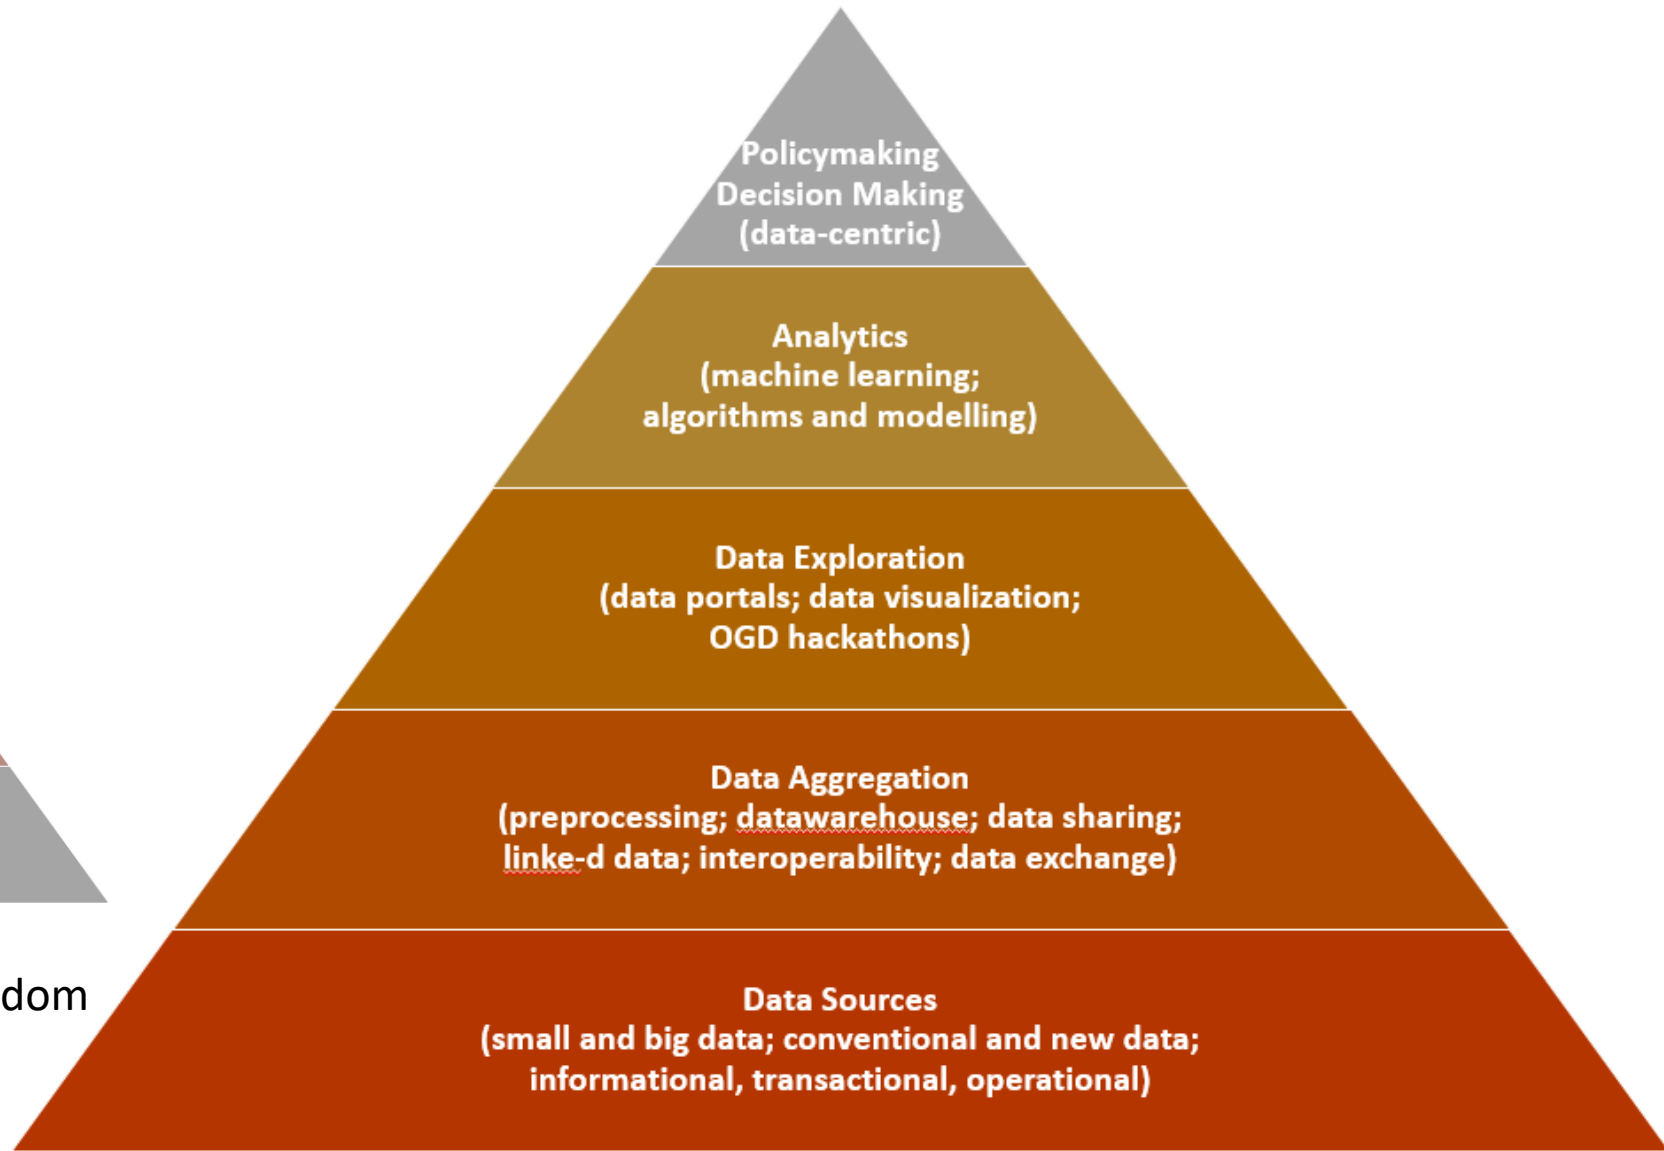 Policymaking
Decision Making
(data-centric)
Analytics
(machine learning;
algorithms and modelling)
Data Exploration
(data portals; data visualization;
OGD hackathons)
Data Aggregation
(preprocessing; datawarehouse; data sharing;
linke-d data; interoperability; data exchange)
dom
Data Sources
(small and big data; conventional and new data;
informational, transactional, operational)